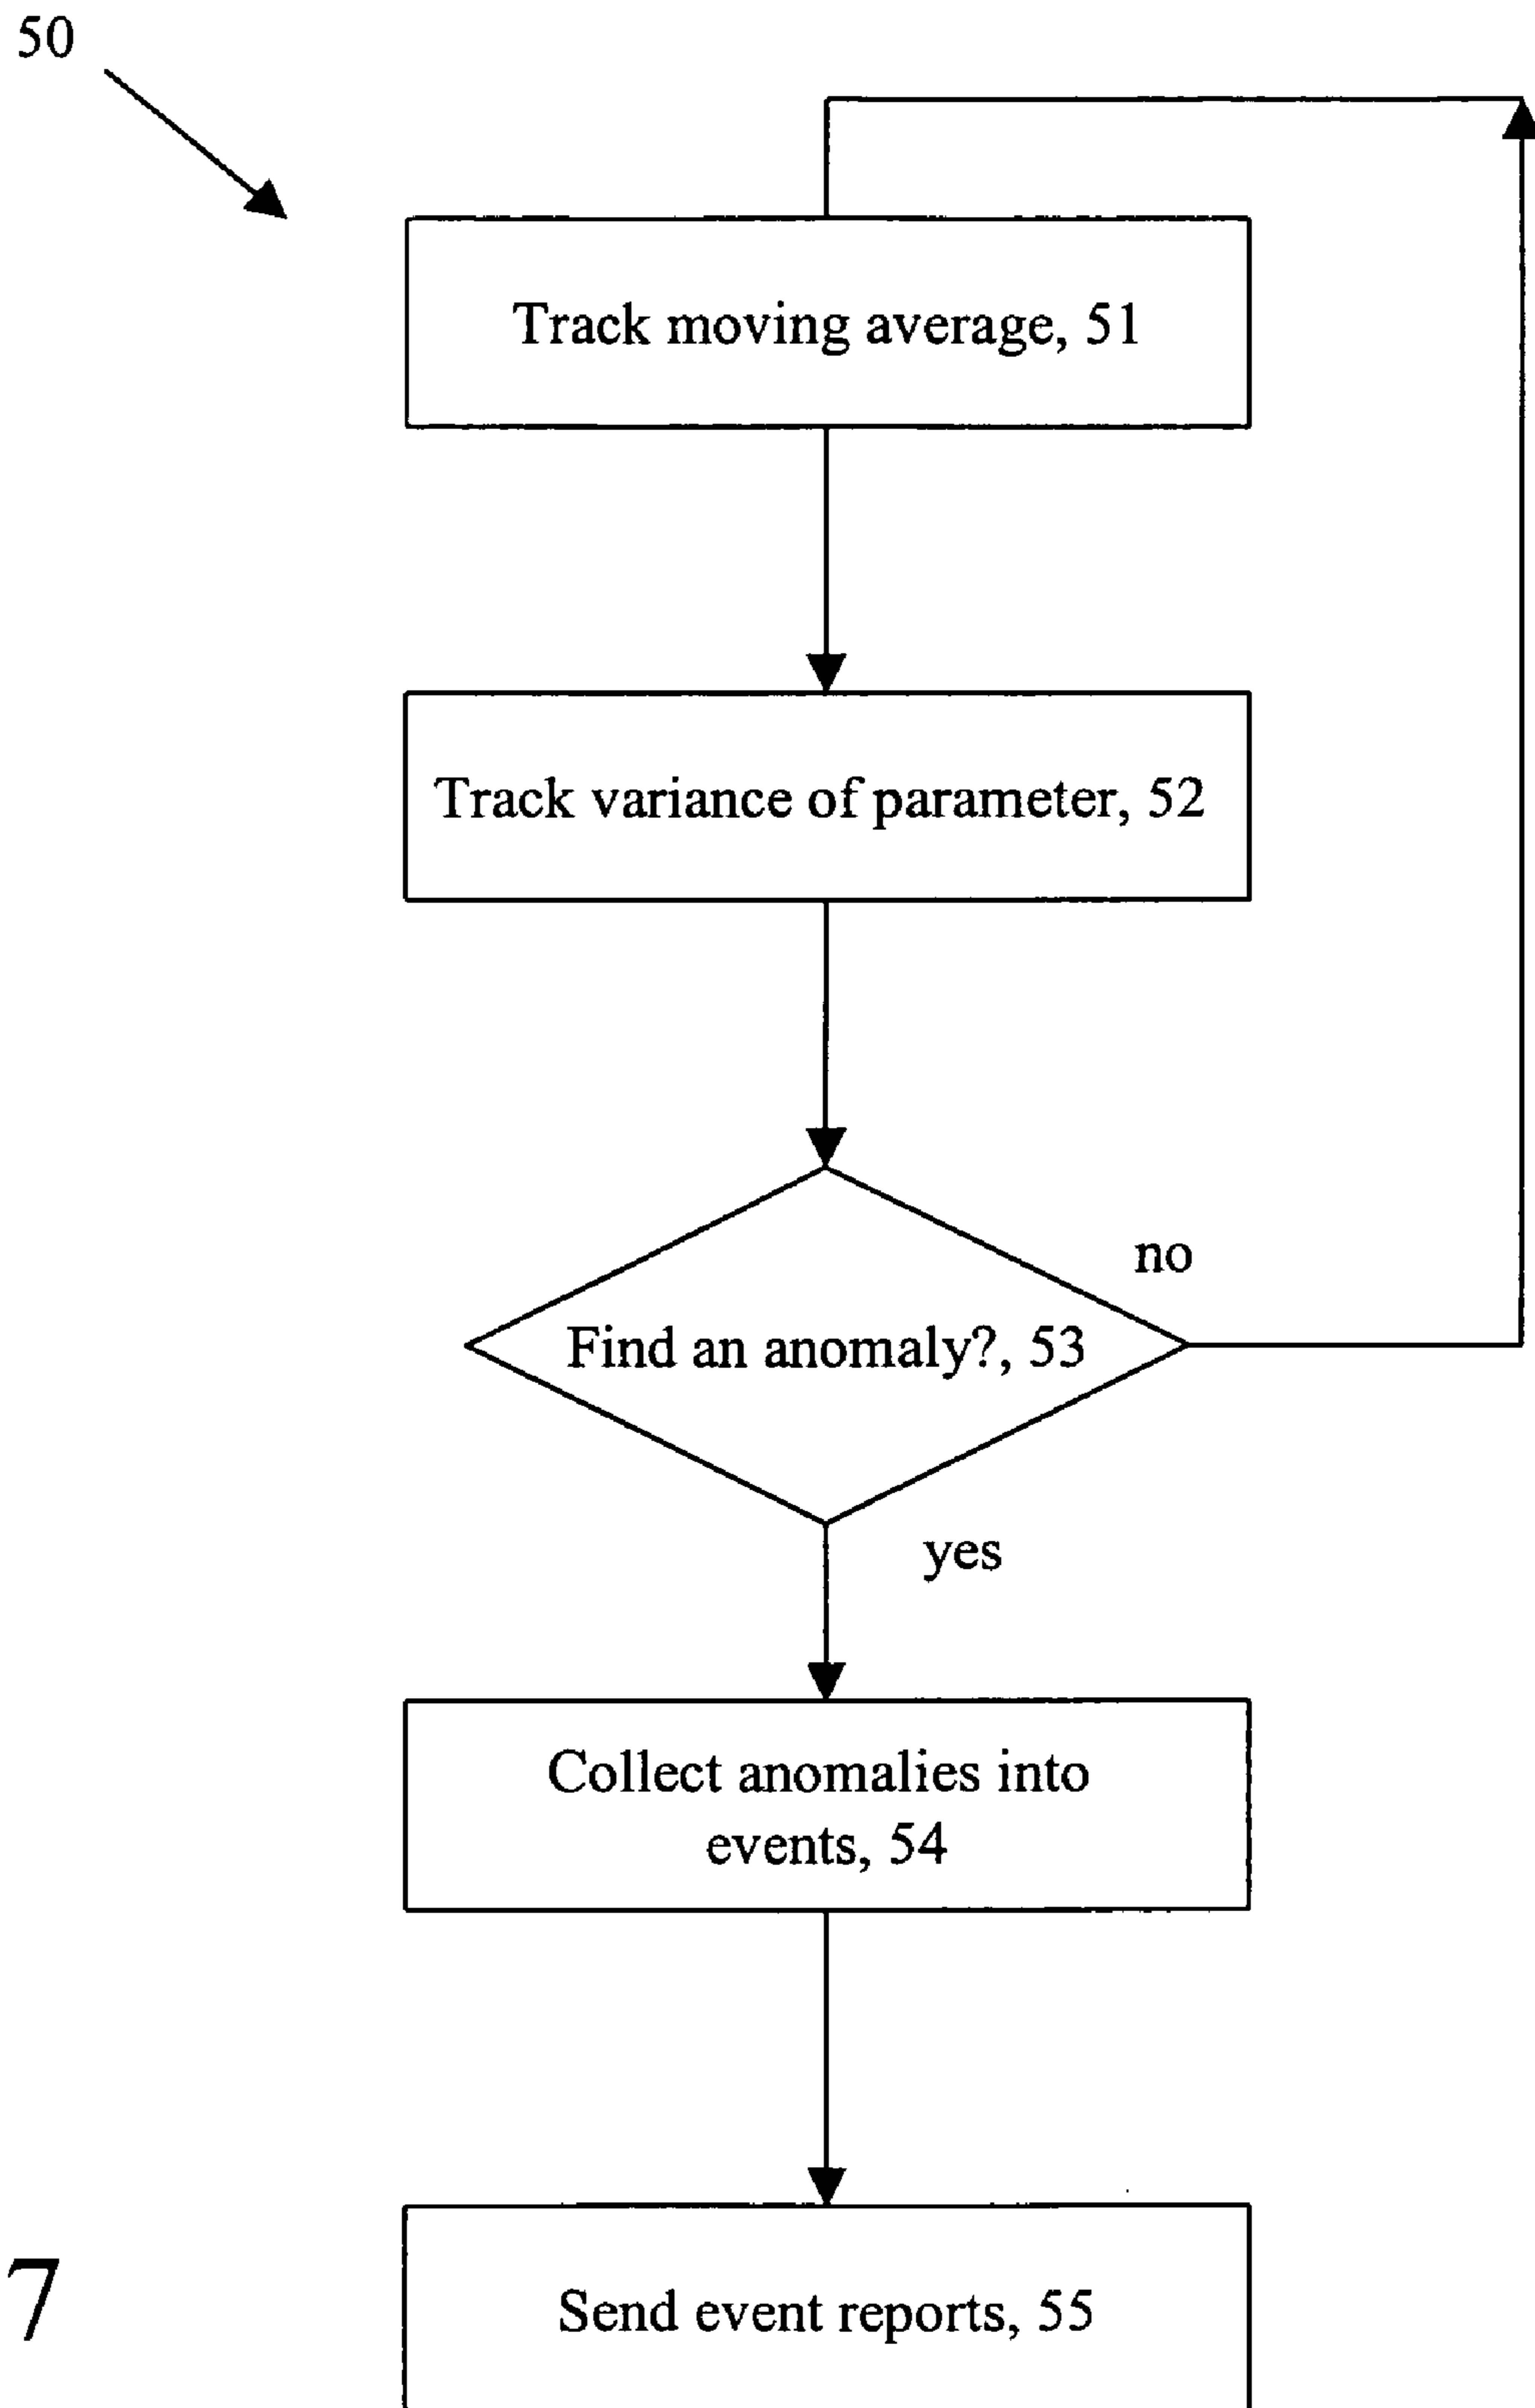 50
Track moving average, 51
Track variance of parameter, 52
no
Find an anomaly?, 53
yes
Collect anomalies into
events, 54
Send event reports, 55
7